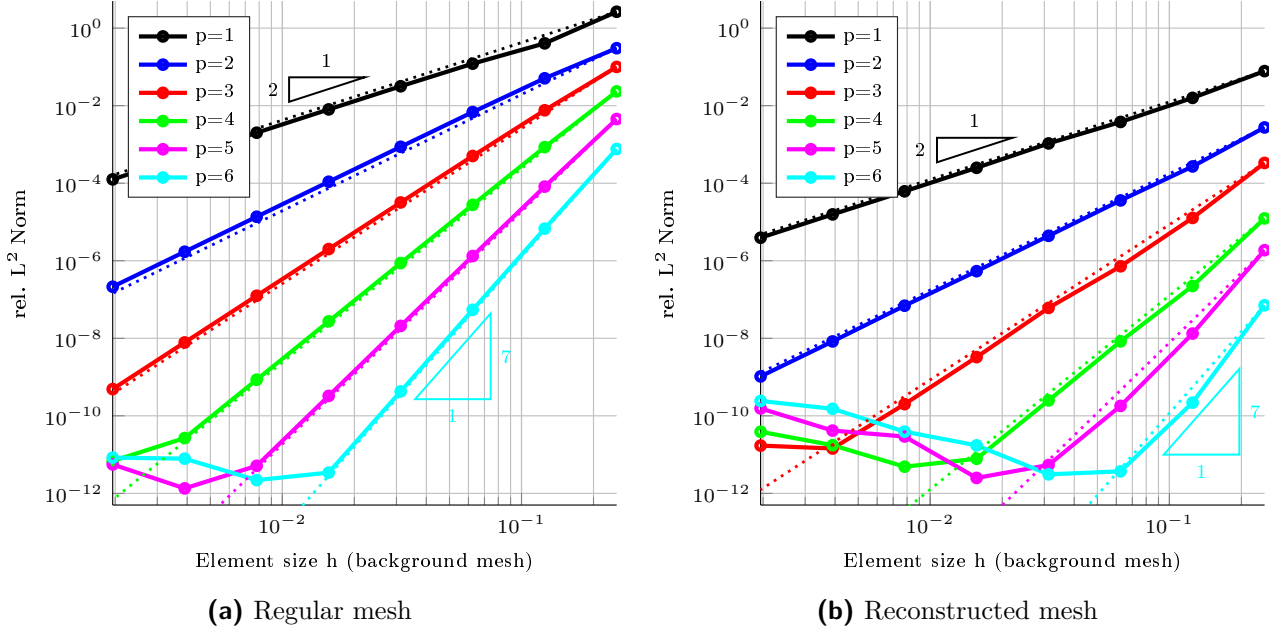 10^0
10^-2
10^-4
10^-6
10^-8
10^-10
10^-12
rel. L^2 Norm
p=1
p=2
p=3
p=4
p=5
p=6
1
2
7
1
10^-2
10^-1
Element size h (background mesh)
(a) Regular mesh
10^0
10^-2
10^-4
10^-6
10^-8
10^-10
10^-12
rel. L^2 Norm
p=1
p=2
p=3
p=4
p=5
p=6
1
2
7
1
10^-2
10^-1
Element size h (background mesh)
(b) Reconstructed mesh